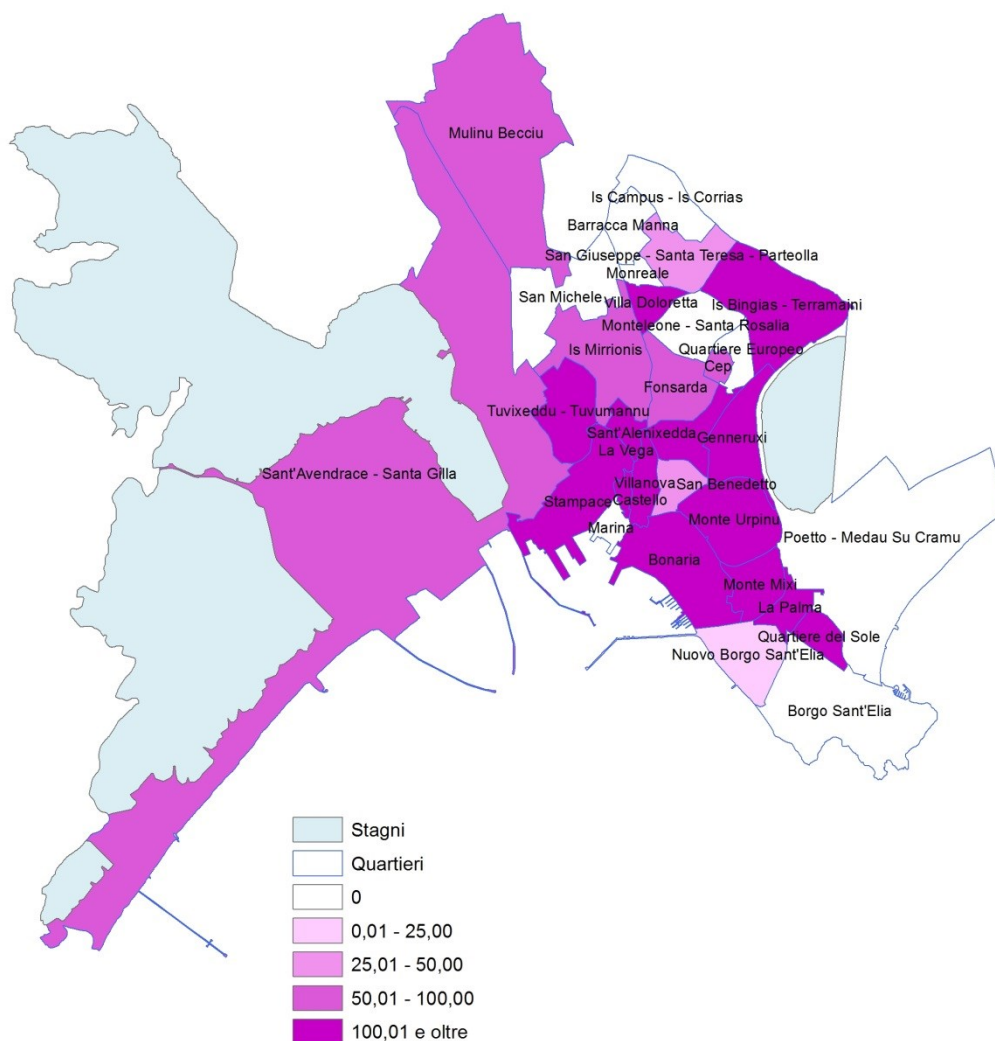 Mulinu Becciu
Is Campus - Is Corrias
Barracca Manna
San Giuseppe - Santa Teresa - Parteolla
Monreale
San Michele
Villa Doloretta
Is Bingias - Terramaini
Monteleone - Santa Rosalia
Is Mirrionis
Quartiere Europeo
Cep
Fonsarda
Tuvixeddu - Tuvumannu
Sant'Alenixedda
Genneruxi
La Vega
Sant'Avendrace - Santa Gilla
Villanova
San Benedetto
Stampace
Castello
Marina
Monte Urpinu
Poetto - Medau Su Cramu
Bonaria
Monte Mixi
La Palma
Quartiere del Sole
Nuovo Borgo Sant'Elia
Borgo Sant'Elia
Stagni
Quartieri
0
0,01 - 25,00
25,01 - 50,00
50,01 - 100,00
100,01 e oltre